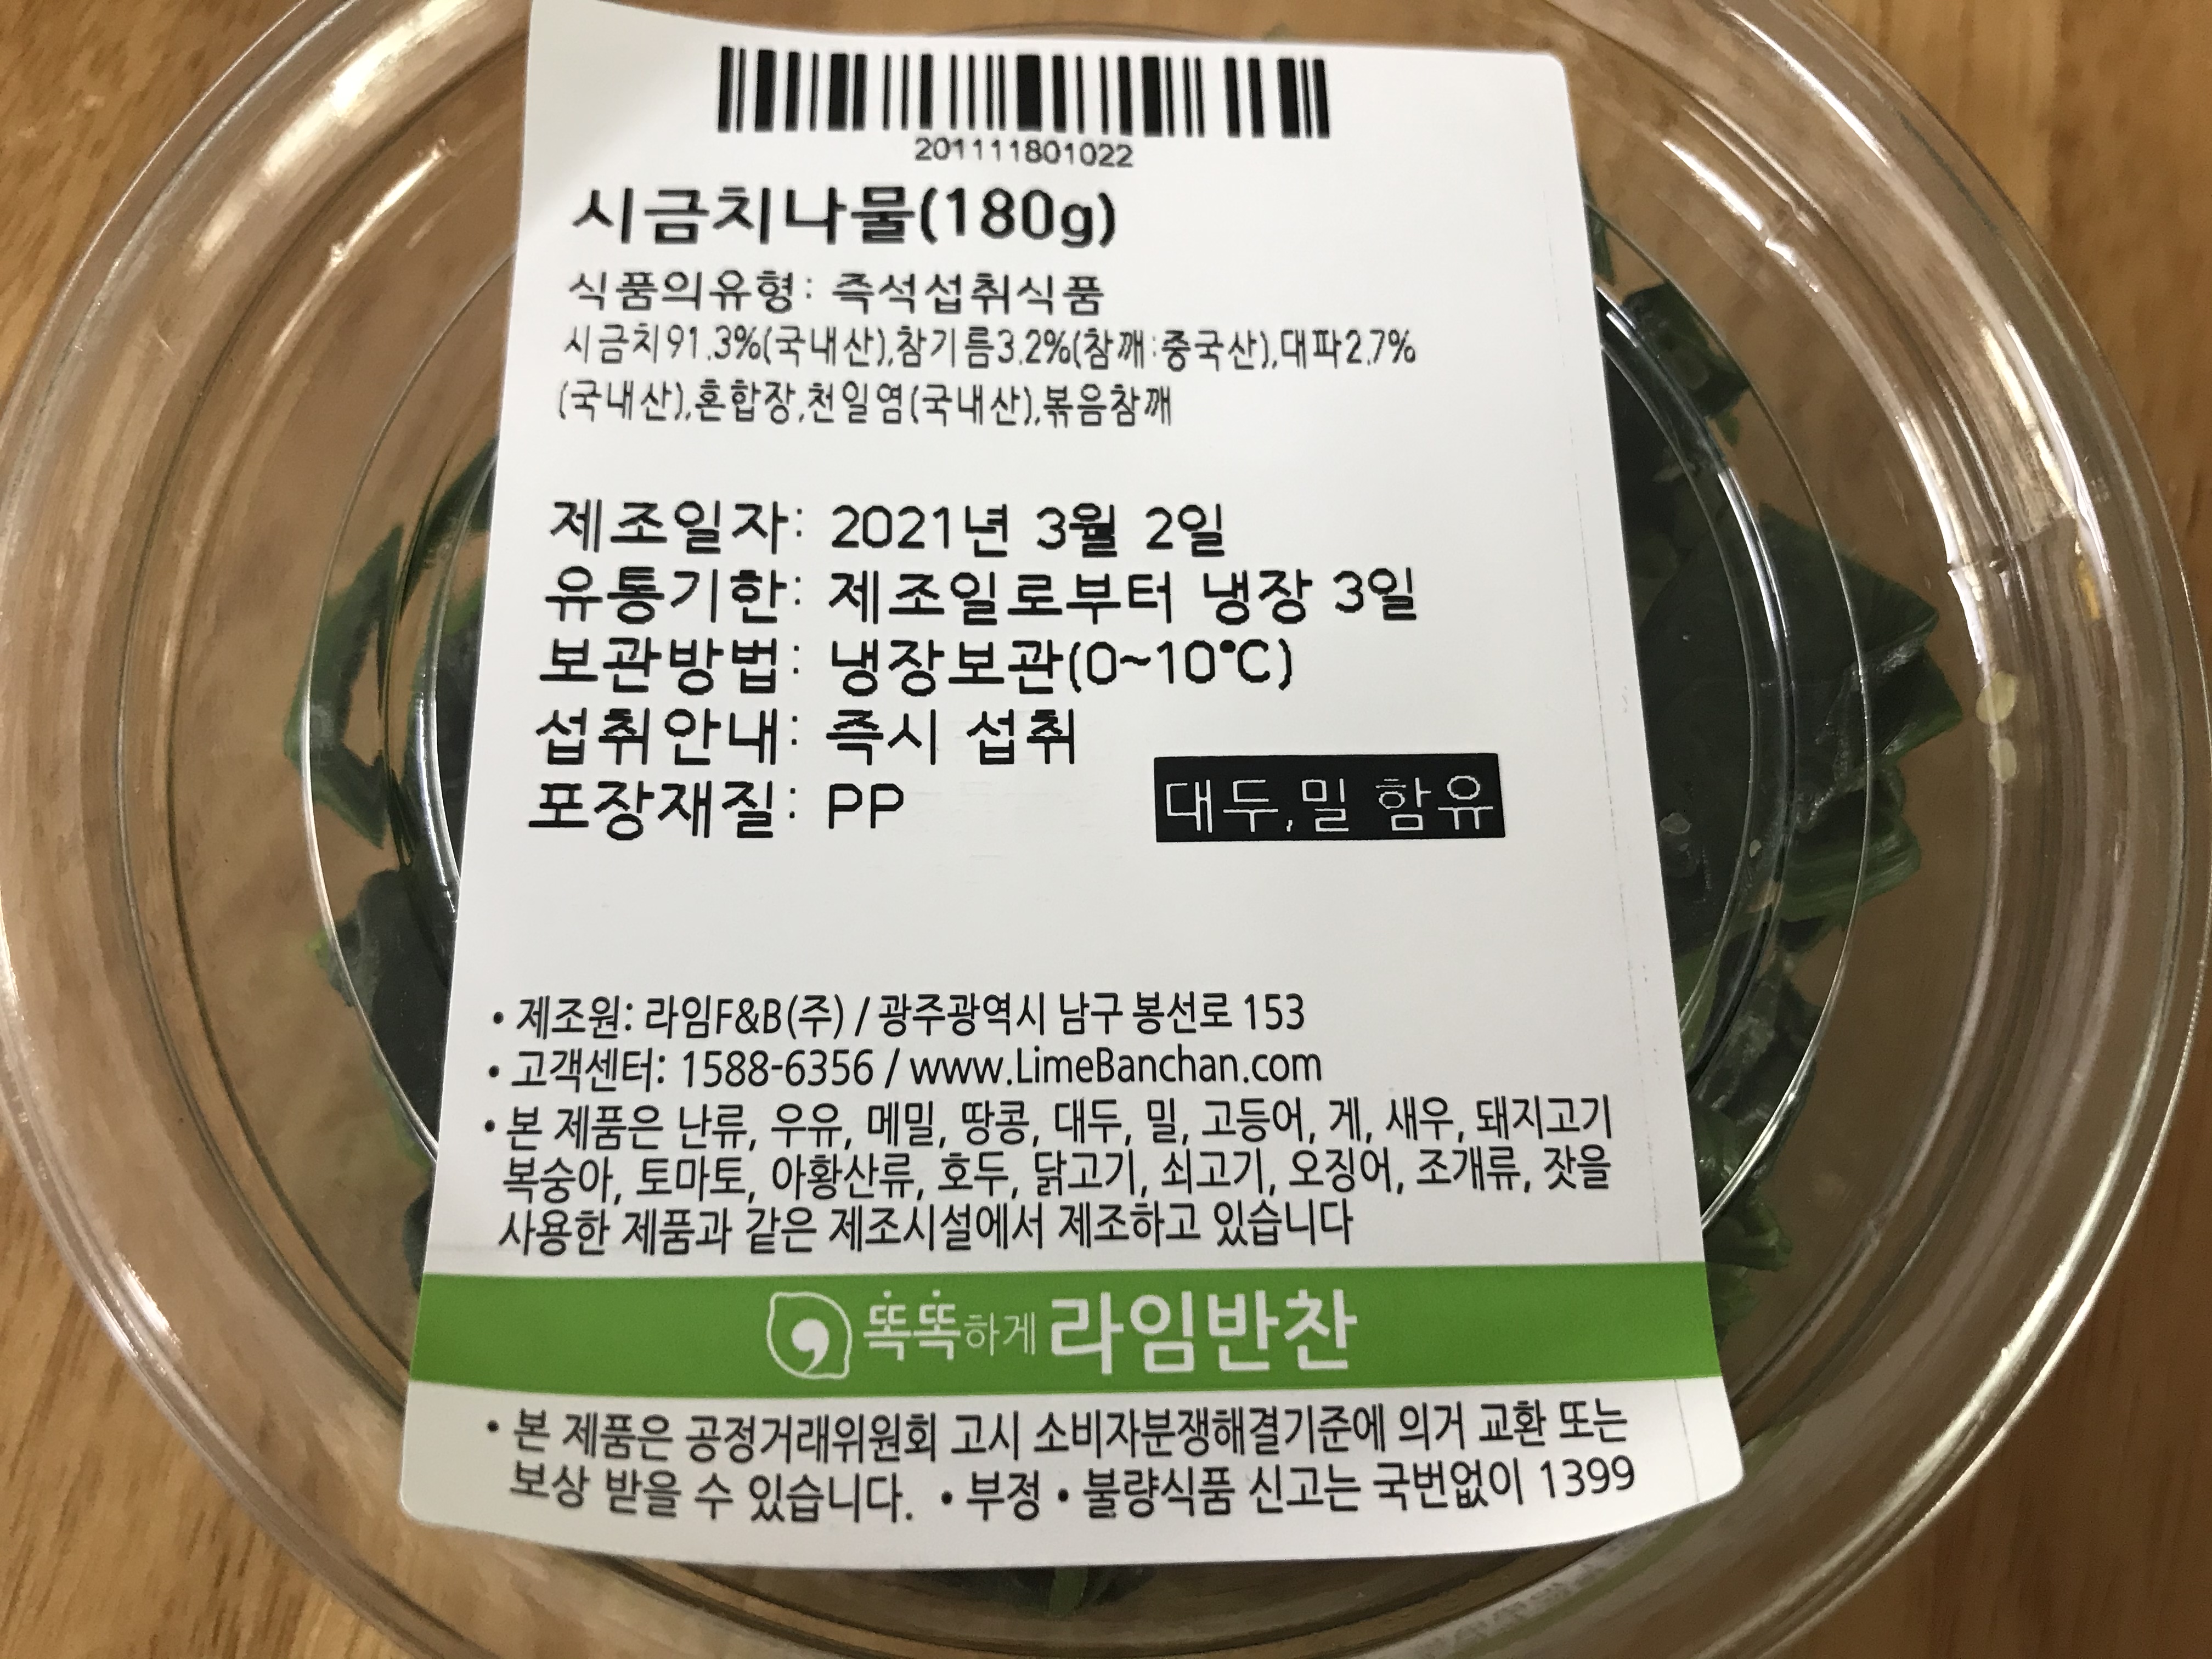 201111801022
시금치나물(180g)
식품의유형: 즉석섭취식품
시금치91.3%(국내산),참기름3.2%(참깨:중국산),대파2.7%
(국내산),혼합장,천일염(국내산),볶음참깨
제조일자: 2021년 3월 2일
유통기한: 제조일로부터 냉장 3일
보관방법: 냉장보관(0~10℃)
섭취안내: 즉시 섭취
포장재질: PP
대두,밀 함유
• 제조원: 라임F&B(주) / 광주광역시 남구 봉선로 153
• 고객센터: 1588-6356 / www.LimeBanchan.com
• 본 제품은 난류, 우유, 메밀, 땅콩, 대두, 밀, 고등어, 게, 새우, 돼지고기
복숭아, 토마토, 아황산류, 호두, 닭고기, 쇠고기, 오징어, 조개류, 잣을
사용한 제품과 같은 제조시설에서 제조하고 있습니다
똑똑하게 라임반찬
• 본 제품은 공정거래위원회 고시 소비자분쟁해결기준에 의거 교환 또는
보상 받을 수 있습니다. • 부정 • 불량식품 신고는 국번없이 1399